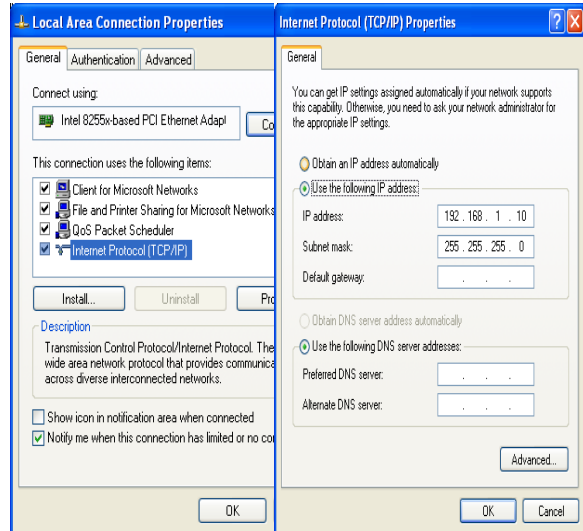 Local Area Connection Properties
General Authentication Advanced
Connect using:
Intel 8255x-based PCI Ethernet Adapt
Co
This connection uses the following items:
Client for Microsoft Networks
File and Printer Sharing for Microsoft Networks
QoS Packet Scheduler
Internet Protocol (TCP/IP)
Install... Uninstall Pro
Description
Transmission Control Protocol/Internet Protocol. The
wide area network protocol that provides communica
across diverse interconnected networks.
Show icon in notification area when connected
Notify me when this connection has limited or no co
OK
Internet Protocol (TCP/IP) Properties
General
You can get IP settings assigned automatically if your network supports
this capability. Otherwise, you need to ask your network administrator for
the appropriate IP settings.
Obtain an IP address automatically
Use the following IP address:
IP address: 192 . 168 . 1 . 10
Subnet mask: 255 . 255 . 255 . 0
Default gateway: . . .
Obtain DNS server address automatically
Use the following DNS server addresses:
Preferred DNS server: . . .
Alternate DNS server: . . .
Advanced...
OK Cancel